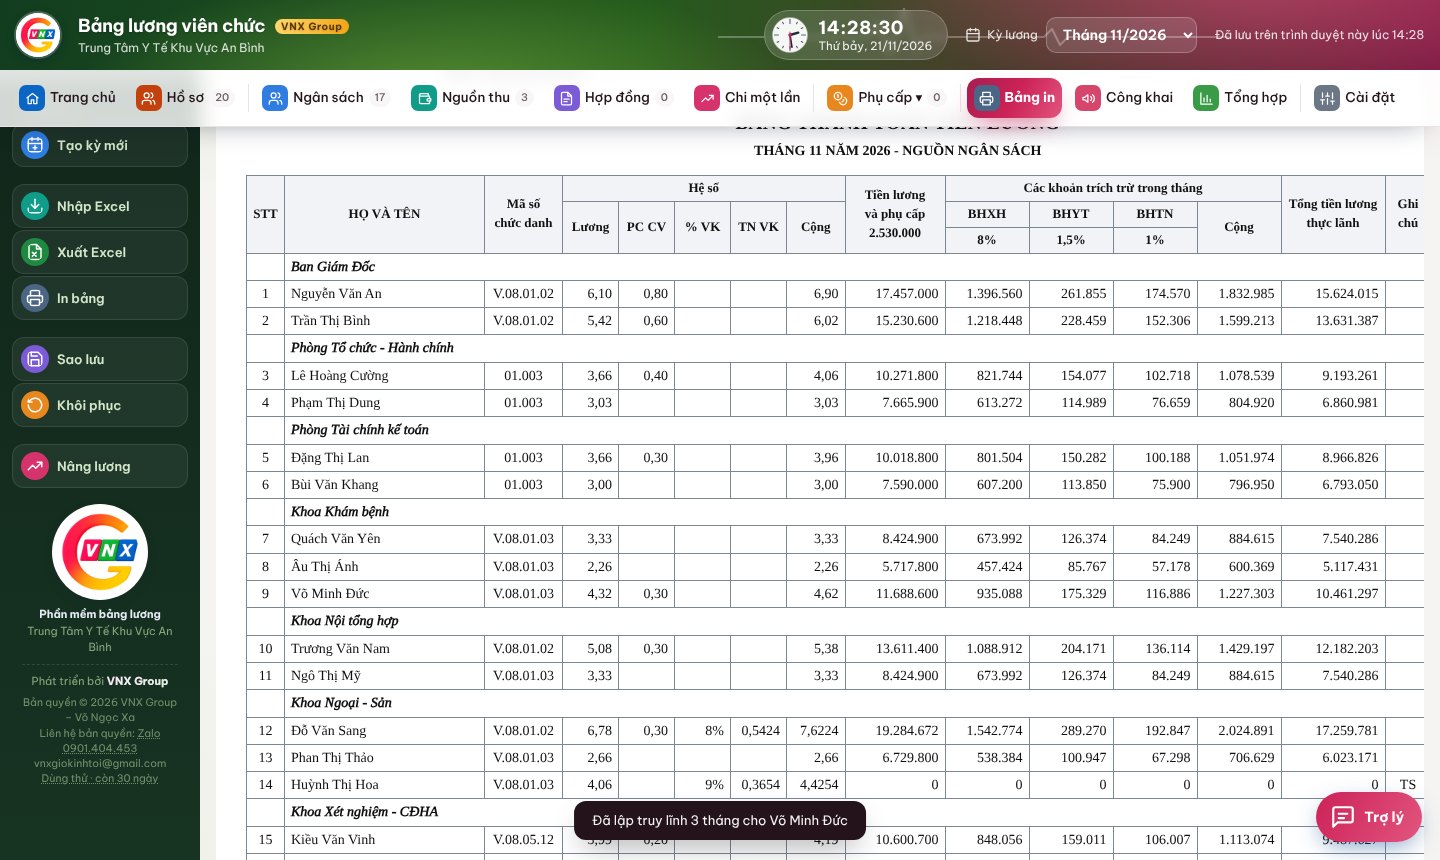 Bảng lương viên chức VNX Group
Trung Tâm Y Tế Khu Vực An Bình
14:28:30
Thứ bảy, 21/11/2026
Kỳ lương Tháng 11/2026 Đã lưu trên trình duyệt này lúc 14:28
Trang chủ Hồ sơ 20 Ngân sách 17 Nguồn thu 3 Hợp đồng 0 Chi một lần Phụ cấp ▾ 0 Bảng in Công khai Tổng hợp Cài đặt
Tạo kỳ mới
Nhập Excel
Xuất Excel
In bảng
Sao lưu
Khôi phục
Nâng lương
VNX
Phần mềm bảng lương
Trung Tâm Y Tế Khu Vực An
Bình
Phát triển bởi VNX Group
Bản quyền © 2026 VNX Group
– Võ Ngọc Xa
Liên hệ bản quyền: Zalo
0901.404.453
vnxgiokinhtoi@gmail.com
Dùng thử · còn 30 ngày
BẢNG THANH TOÁN TIỀN LƯƠNG
THÁNG 11 NĂM 2026 - NGUỒN NGÂN SÁCH
STT HỌ VÀ TÊN Mã số chức danh Hệ số Tiền lương và phụ cấp 2.530.000 Các khoản trích trừ trong tháng Tổng tiền lương thực lãnh Ghi chú
Lương PC CV % VK TN VK Cộng BHXH BHYT BHTN Cộng
8% 1,5% 1%
Ban Giám Đốc
1 Nguyễn Văn An V.08.01.02 6,10 0,80 6,90 17.457.000 1.396.560 261.855 174.570 1.832.985 15.624.015
2 Trần Thị Bình V.08.01.02 5,42 0,60 6,02 15.230.600 1.218.448 228.459 152.306 1.599.213 13.631.387
Phòng Tổ chức - Hành chính
3 Lê Hoàng Cường 01.003 3,66 0,40 4,06 10.271.800 821.744 154.077 102.718 1.078.539 9.193.261
4 Phạm Thị Dung 01.003 3,03 3,03 7.665.900 613.272 114.989 76.659 804.920 6.860.981
Phòng Tài chính kế toán
5 Đặng Thị Lan 01.003 3,66 0,30 3,96 10.018.800 801.504 150.282 100.188 1.051.974 8.966.826
6 Bùi Văn Khang 01.003 3,00 3,00 7.590.000 607.200 113.850 75.900 796.950 6.793.050
Khoa Khám bệnh
7 Quách Văn Yên V.08.01.03 3,33 3,33 8.424.900 673.992 126.374 84.249 884.615 7.540.286
8 Âu Thị Ánh V.08.01.03 2,26 2,26 5.717.800 457.424 85.767 57.178 600.369 5.117.431
9 Võ Minh Đức V.08.01.03 4,32 0,30 4,62 11.688.600 935.088 175.329 116.886 1.227.303 10.461.297
Khoa Nội tổng hợp
10 Trương Văn Nam V.08.01.02 5,08 0,30 5,38 13.611.400 1.088.912 204.171 136.114 1.429.197 12.182.203
11 Ngô Thị Mỹ V.08.01.03 3,33 3,33 8.424.900 673.992 126.374 84.249 884.615 7.540.286
Khoa Ngoại - Sản
12 Đỗ Văn Sang V.08.01.02 6,78 0,30 8% 0,5424 7,6224 19.284.672 1.542.774 289.270 192.847 2.024.891 17.259.781
13 Phan Thị Thảo V.08.01.03 2,66 2,66 6.729.800 538.384 100.947 67.298 706.629 6.023.171
14 Huỳnh Thị Hoa V.08.01.03 4,06 9% 0,3654 4,4254 0 0 0 0 0 0 TS
Khoa Xét nghiệm - CĐHA
15 Kiều Văn Vinh V.08.05.12 10.600.700 848.056 159.011 106.007 1.113.074
Đã lập truy lĩnh 3 tháng cho Võ Minh Đức
Trợ lý